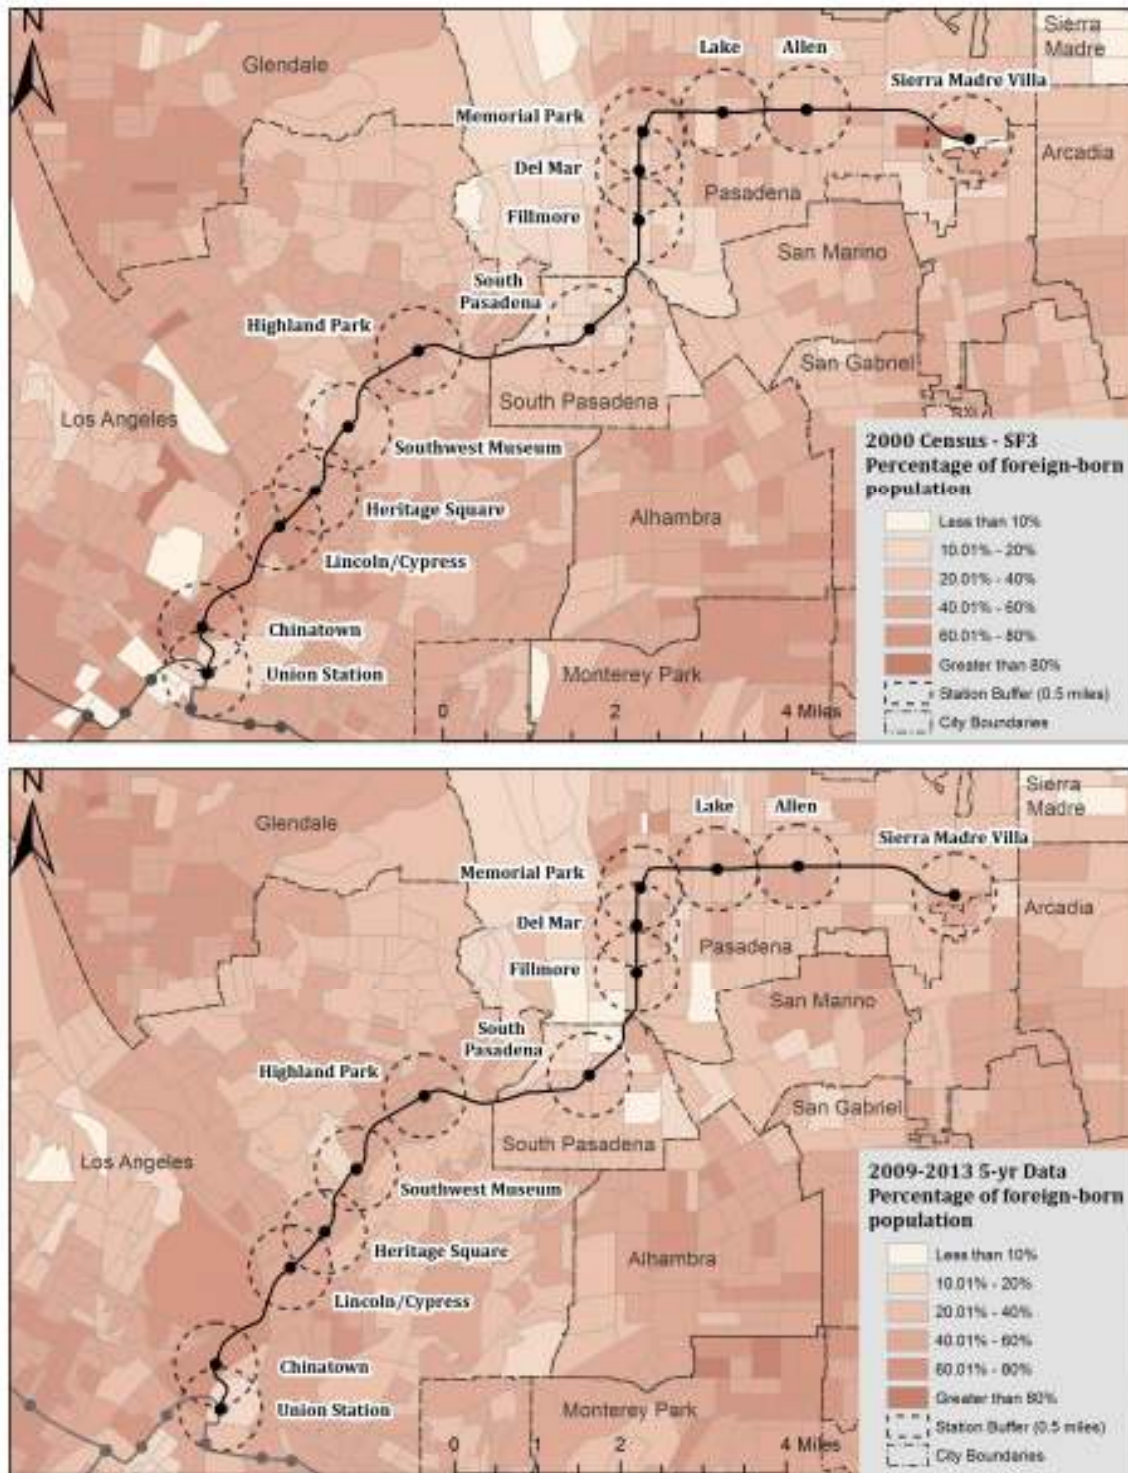 N
Glendale
Lake
Allen
Sierra
Madre
Sierra Madre Villa
Memorial Park
Arcadia
Del Mar
Pasadena
Fillmore
San Marino
South
Pasadena
Highland Park
San Gabriel
Los Angeles
South Pasadena
Southwest Museum
2000 Census - SF3
Percentage of foreign-born
population
Heritage Square
Alhambra
Less than 10%
10.01% - 20%
Lincoln/Cypress
20.01% - 40%
40.01% - 60%
Chinatown
60.01% - 80%
Greater than 80%
Union Station
Monterey Park
Station Buffer (0.5 miles)
0 2 4 Miles
City Boundaries
N
Glendale
Lake
Allen
Sierra
Madre
Sierra Madre Villa
Memorial Park
Arcadia
Del Mar
Pasadena
Fillmore
San Marino
South
Pasadena
Highland Park
San Gabriel
South Pasadena
Los Angeles
Southwest Museum
2009-2013 5-yr Data
Percentage of foreign-born
population
Heritage Square
Alhambra
Less than 10%
10.01% - 20%
Lincoln/Cypress
20.01% - 40%
40.01% - 60%
Chinatown
60.01% - 80%
Greater than 80%
Union Station
Monterey Park
Station Buffer (0.5 miles)
0 2 4 Miles
City Boundaries